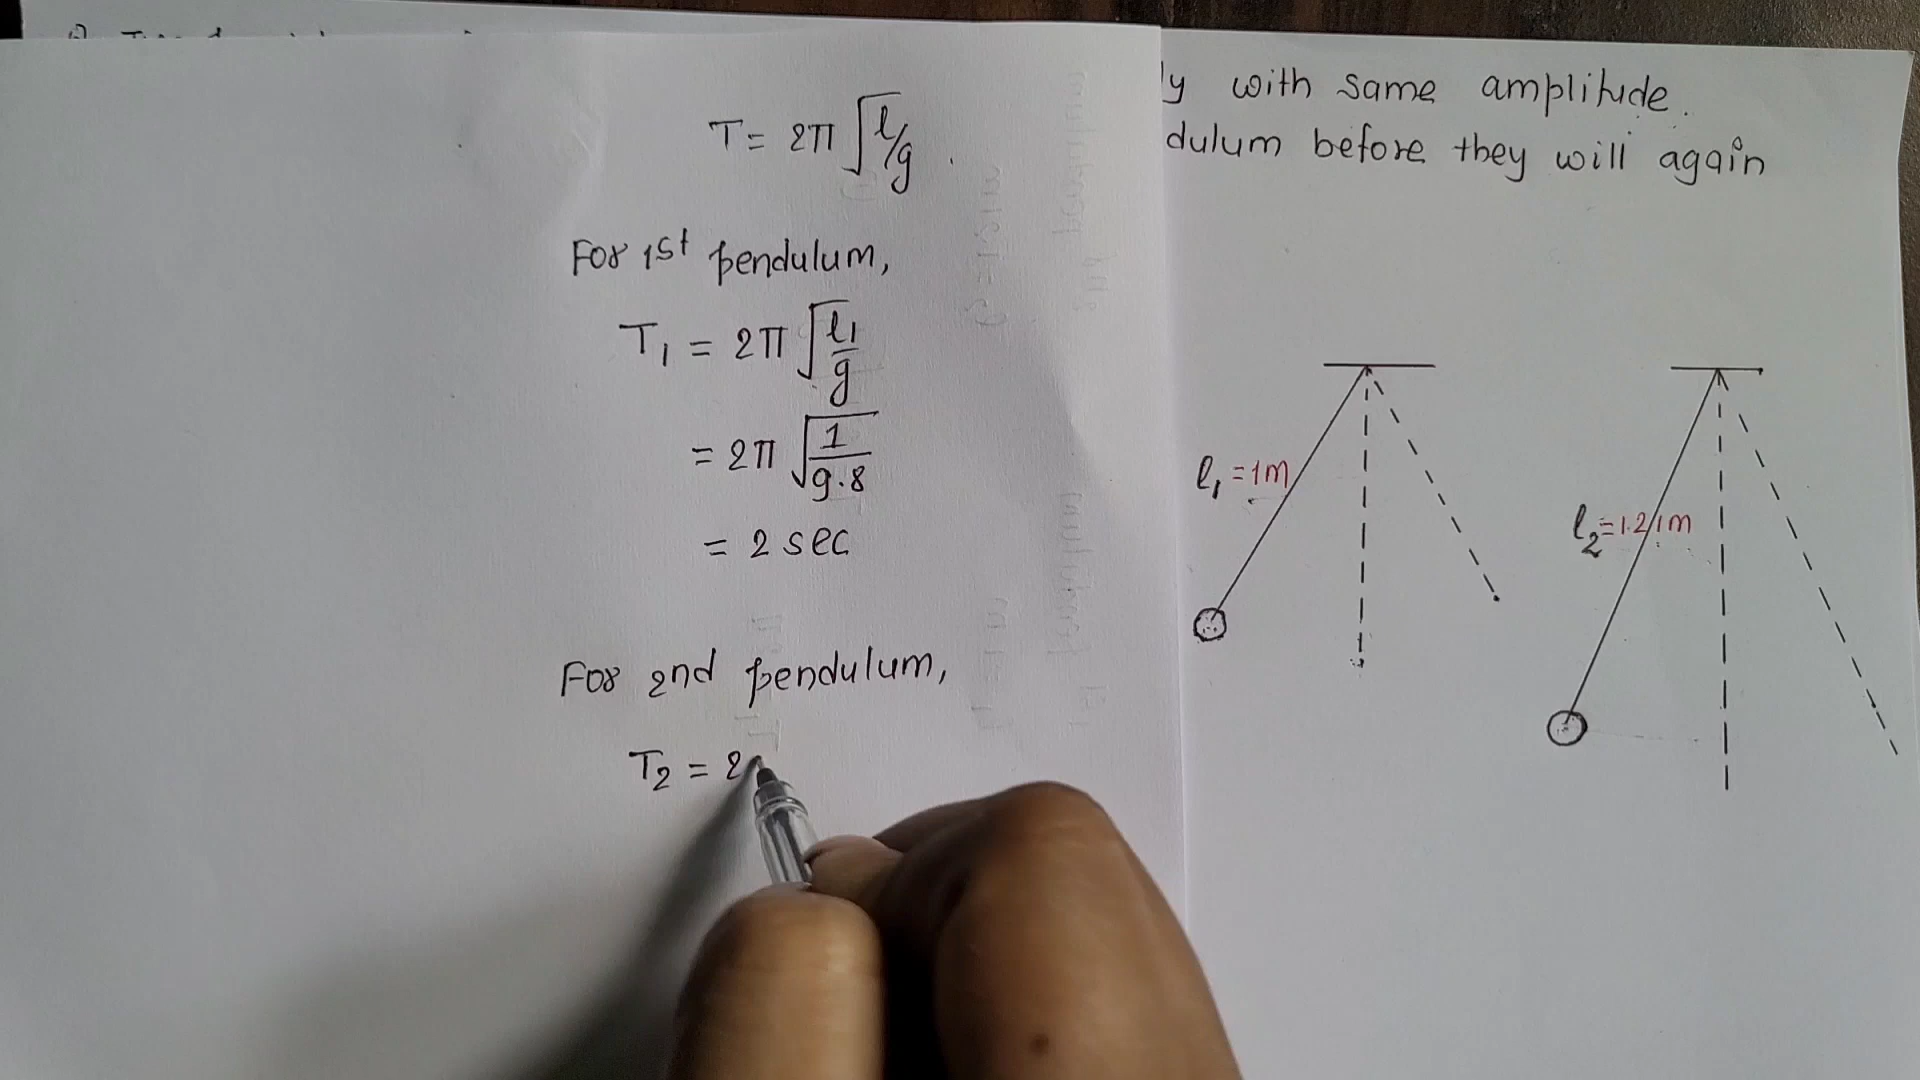 T = 2π √l/g .
For 1st pendulum,
T₁ = 2π √l₁/g
= 2π √1/9.8
= 2 sec
For 2nd pendulum,
T₂ = 2
ly with same amplitude.
dulum before they will again
l₁ = 1m
l₂ = 1.21m